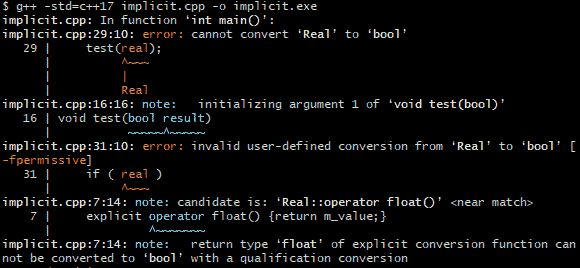 $ g++ -std=c++17 implicit.cpp -o implicit.exe
implicit.cpp: In function ‘int main()’:
implicit.cpp:29:10: error: cannot convert ‘Real’ to ‘bool’
   29 |     test(real);
      |          ^~~~
      |          |
      |          Real
implicit.cpp:16:16: note:   initializing argument 1 of ‘void test(bool)’
   16 | void test(bool result)
      |           ~~~~~^~~~~~
implicit.cpp:31:10: error: invalid user-defined conversion from ‘Real’ to ‘bool’ [
-fpermissive]
   31 |     if ( real )
      |          ^~~~
implicit.cpp:7:14: note: candidate is: ‘Real::operator float()’ <near match>
    7 |     explicit operator float() {return m_value;}
      |              ^~~~~~~~
implicit.cpp:7:14: note:   return type ‘float’ of explicit conversion function can
not be converted to ‘bool’ with a qualification conversion